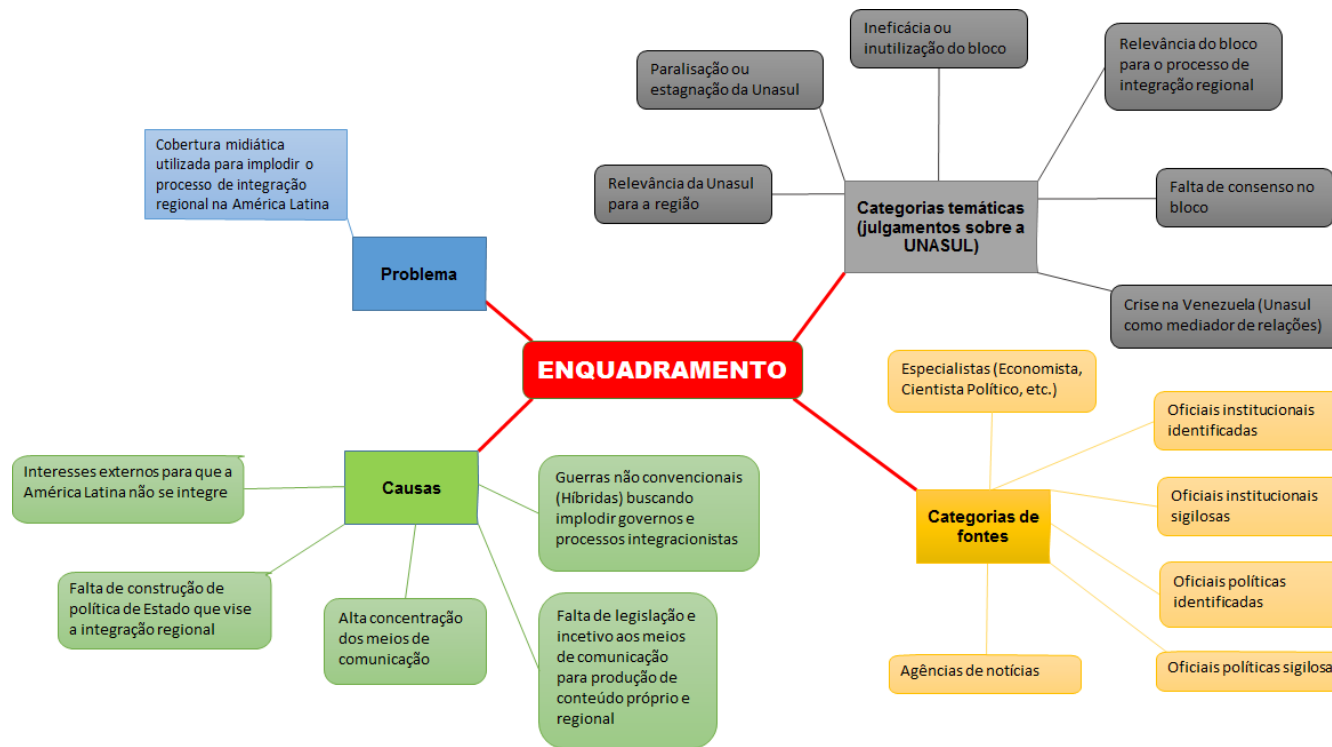 Ineficácia ou
inutilização do bloco
Relevância do bloco
para o processo de
integração regional
Paralisação ou
estagnação da Unasul
Cobertura midiática
utilizada para implodir o
processo de integração
regional na América Latina
Relevância da Unasul
para a região
Categorias temáticas
(julgamentos sobre a
UNASUL)
Falta de consenso no
bloco
Problema
Crise na Venezuela (Unasul
como mediador de relações)
ENQUADRAMENTO
Especialistas (Economista,
Cientista Político, etc.)
Oficiais institucionais
identificadas
Interesses externos para que a
América Latina não se integre
Causas
Guerras não convencionais
(Híbridas) buscando
implodir governos e
processos integracionistas
Categorias de
fontes
Oficiais institucionais
sigilosas
Falta de construção de
política de Estado que vise
a integração regional
Alta concentração
dos meios de
comunicação
Falta de legislação e
incetivo aos meios
de comunicação
para produção de
conteúdo próprio e
regional
Oficiais políticas
identificadas
Agências de notícias
Oficiais políticas sigilosa